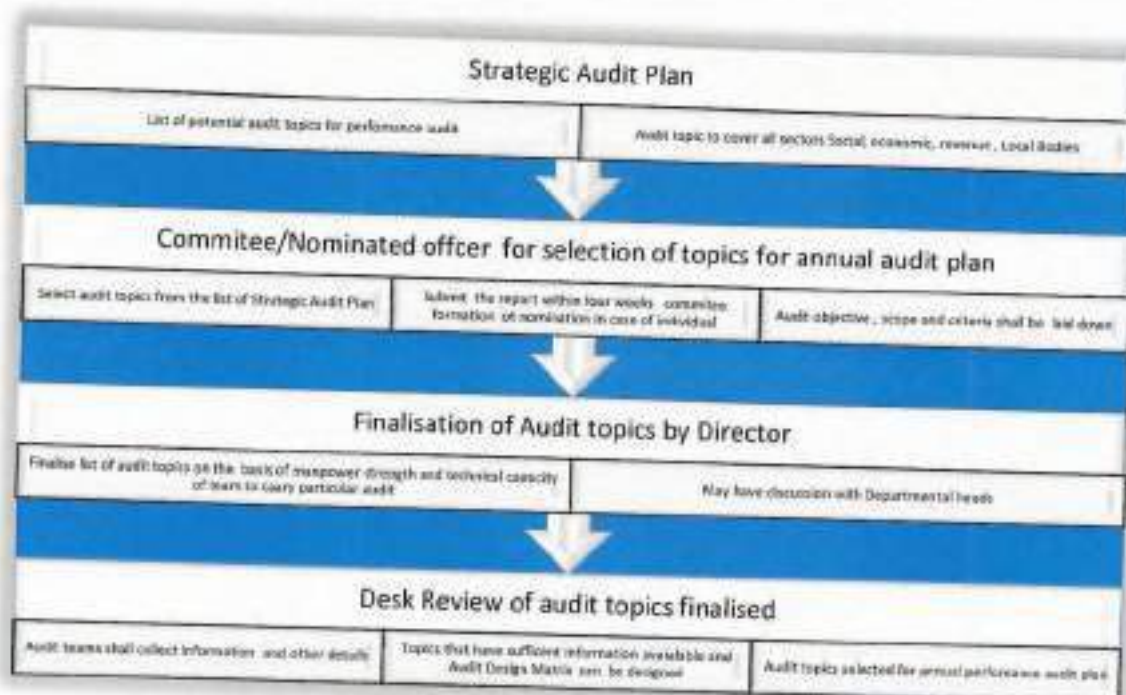 Strategic Audit Plan
List of potential audit topics for performance audit
Audit topic to cover all sectors Social, economic, revenue , Local Bodies
Commitee/Nominated offcer for selection of topics for annual audit plan
Select audit topics from the list of Strategic Audit Plan
Submit the report within four weeks commitee
formation or nomination in case of individual
Audit objective , scope and criteria shall be laid down
Finalisation of Audit topics by Director
Finalise list of audit topics on the basis of manpower strength and technical capacity
of team to carry particular audit
May have discussion with Departmental heads
Desk Review of audit topics finalised
Audit teams shall collect information and other details
Topics that have sufficent information available and
Audit Design Matrix can be designed
Audit topics selected for annual performance audit plan